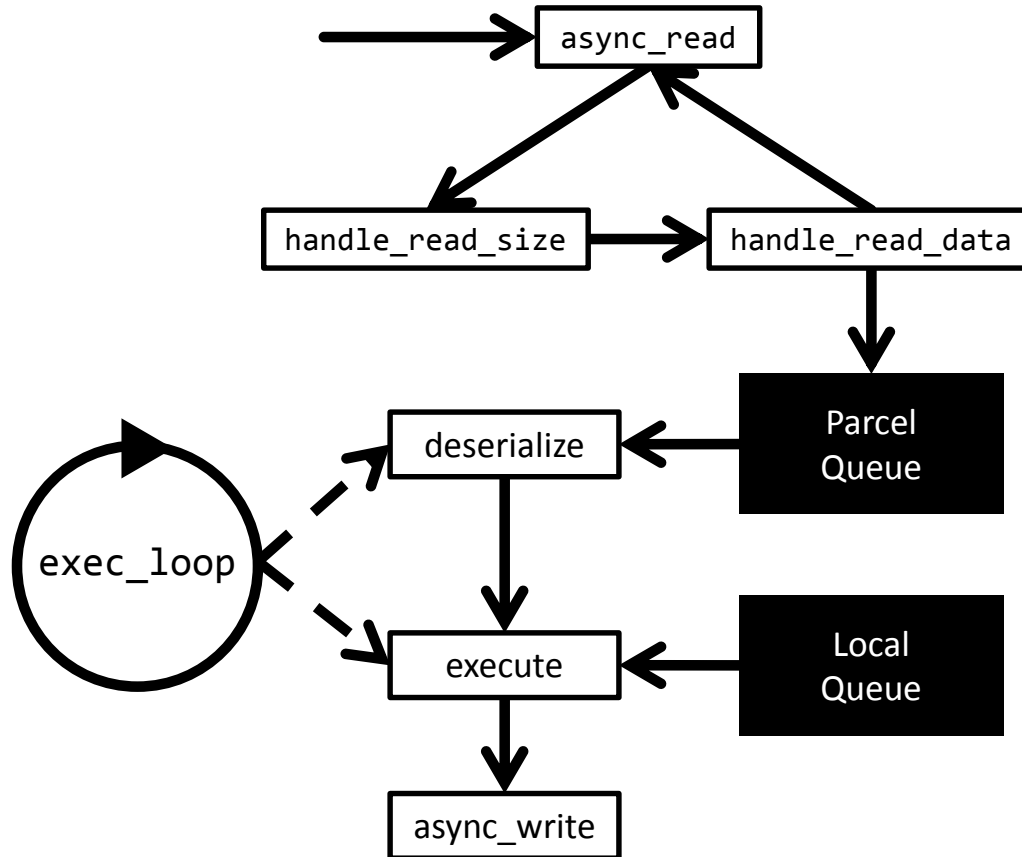 async_read
handle_read_size
handle_read_data
Parcel
Queue
deserialize
exec_loop
Local
Queue
execute
async_write